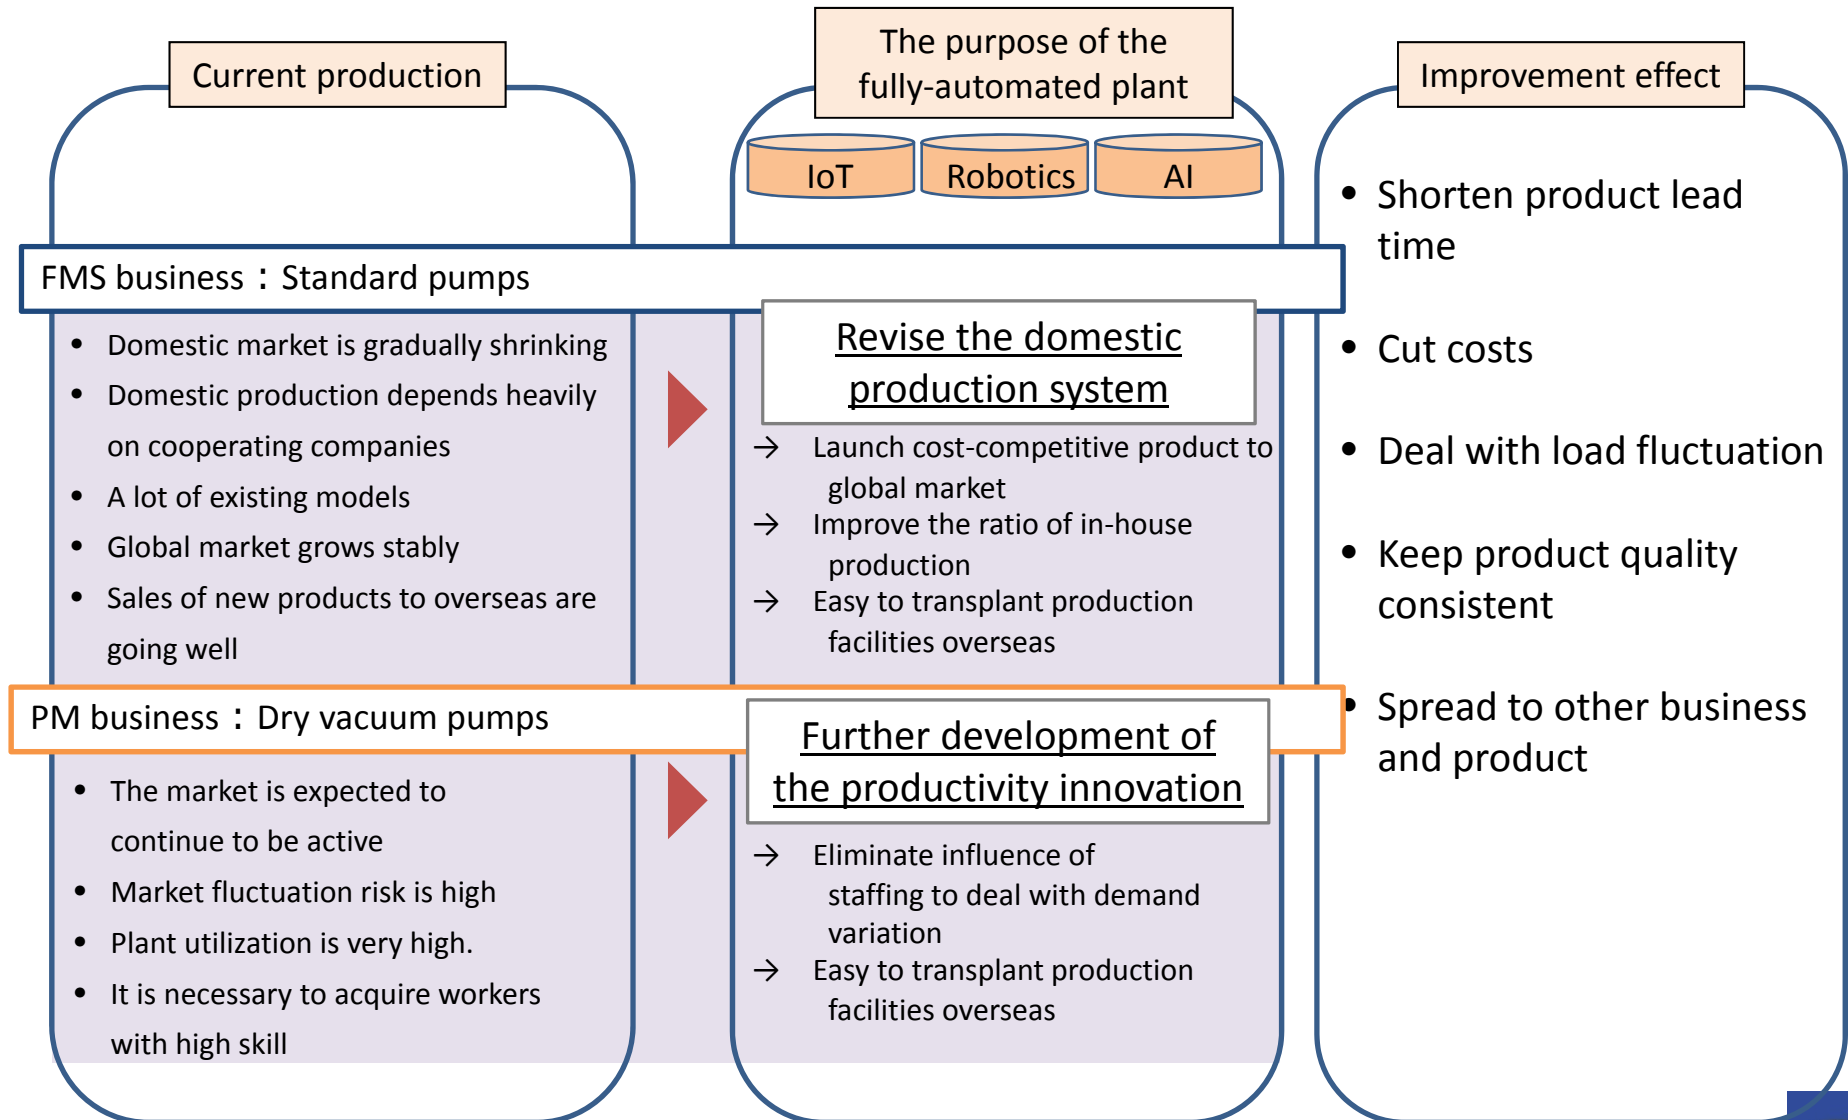 Current production
The purpose of the
fully-automated plant
Improvement effect
IoT
Robotics
AI
FMS business：Standard pumps
• Domestic market is gradually shrinking
• Domestic production depends heavily
on cooperating companies
• A lot of existing models
• Global market grows stably
• Sales of new products to overseas are
going well
Revise the domestic
production system
→ Launch cost-competitive product to
global market
→ Improve the ratio of in-house
production
→ Easy to transplant production
facilities overseas
PM business：Dry vacuum pumps
• The market is expected to
continue to be active
• Market fluctuation risk is high
• Plant utilization is very high.
• It is necessary to acquire workers
with high skill
Further development of
the productivity innovation
→ Eliminate influence of
staffing to deal with demand
variation
→ Easy to transplant production
facilities overseas
• Shorten product lead
time
• Cut costs
• Deal with load fluctuation
• Keep product quality
consistent
• Spread to other business
and product